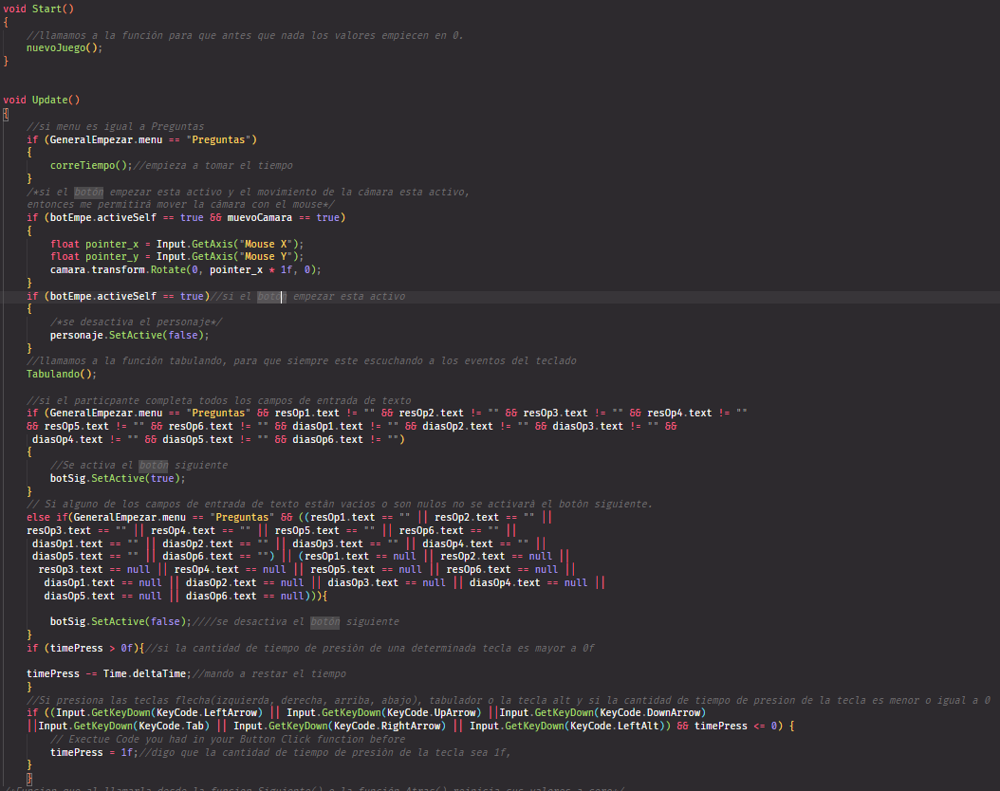 void Start()
{
//llamamos a la función para que antes que nada los valores empiecen en 0.
nuevoJuego();
}
void Update()
{
//si menu es igual a Preguntas
if (GeneralEmpezar.menu == "Preguntas")
{
correTiempo();//empieza a tomar el tiempo
}
/*si el botón empezar esta activo y el movimiento de la cámara esta activo,
entonces me permitirá mover la cámara con el mouse*/
if (botEmpe.activeSelf == true && muevoCamara == true)
{
float pointer_x = Input.GetAxis("Mouse X");
float pointer_y = Input.GetAxis("Mouse Y");
camara.transform.Rotate(0, pointer_x * 1f, 0);
}
if (botEmpe.activeSelf == true)//si el botón empezar esta activo
{
/*se desactiva el personaje*/
personaje.SetActive(false);
}
//llamamos a la función tabulando, para que siempre este escuchando a los eventos del teclado
Tabulando();
//si el particpante completa todos los campos de entrada de texto
if (GeneralEmpezar.menu == "Preguntas" && resOp1.text != "" && resOp2.text != "" && resOp3.text != "" && resOp4.text != ""
&& resOp5.text != "" && resOp6.text != "" && diasOp1.text != "" && diasOp2.text != "" && diasOp3.text != "" &&
diasOp4.text != "" && diasOp5.text != "" && diasOp6.text != "")
{
//Se activa el botón siguiente
botSig.SetActive(true);
}
// Si alguno de los campos de entrada de texto están vacios o son nulos no se activará el botón siguiente.
else if(GeneralEmpezar.menu == "Preguntas" && ((resOp1.text == "" || resOp2.text == "" ||
resOp3.text == "" || resOp4.text == "" || resOp5.text == "" || resOp6.text == "" ||
diasOp1.text == "" || diasOp2.text == "" || diasOp3.text == "" || diasOp4.text == "" ||
diasOp5.text == "" || diasOp6.text == "") || (resOp1.text == null || resOp2.text == null ||
resOp3.text == null || resOp4.text == null || resOp5.text == null || resOp6.text == null ||
diasOp1.text == null || diasOp2.text == null || diasOp3.text == null || diasOp4.text == null ||
diasOp5.text == null || diasOp6.text == null))){
botSig.SetActive(false);////se desactiva el botón siguiente
}
if (timePress > 0f){//si la cantidad de tiempo de presión de una determinada tecla es mayor a 0f
timePress -= Time.deltaTime;//mando a restar el tiempo
}
//Si presiona las teclas flecha(izquierda, derecha, arriba, abajo), tabulador o la tecla alt y si la cantidad de tiempo de presion de la tecla es menor o igual a 0
if ((Input.GetKeyDown(KeyCode.LeftArrow) || Input.GetKeyDown(KeyCode.UpArrow) ||Input.GetKeyDown(KeyCode.DownArrow)
||Input.GetKeyDown(KeyCode.Tab) || Input.GetKeyDown(KeyCode.RightArrow) || Input.GetKeyDown(KeyCode.LeftAlt)) && timePress <= 0) {
// Exectue Code you had in your Button Click function before
timePress = 1f;//digo que la cantidad de tiempo de presión de la tecla sea 1f,
}
}